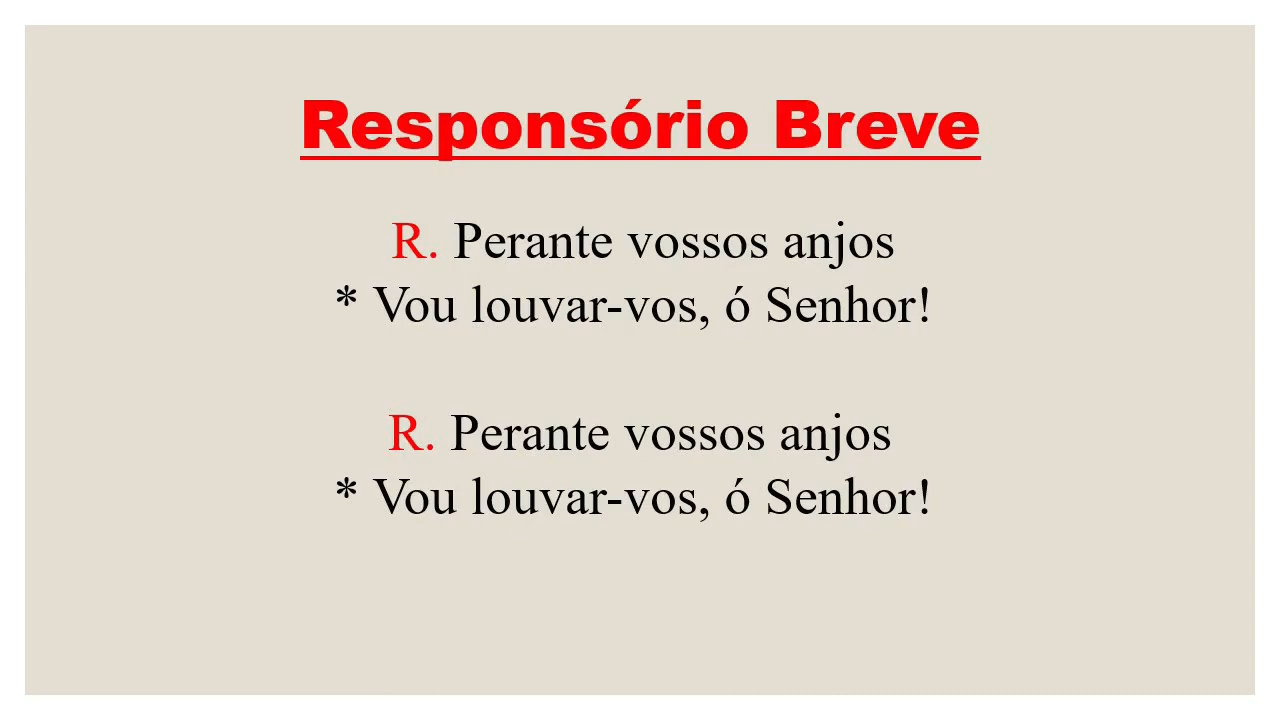 Responsório Breve
R. Perante vossos anjos
* Vou louvar-vos, ó Senhor!
R. Perante vossos anjos
* Vou louvar-vos, ó Senhor!